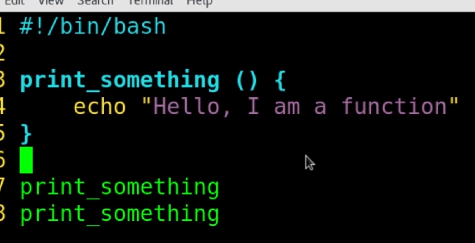 Edit View Search Terminal Help
1 #!/bin/bash
2
3 print_something () {
4 echo "Hello, I am a function"
5 }
6
7 print_something
8 print_something